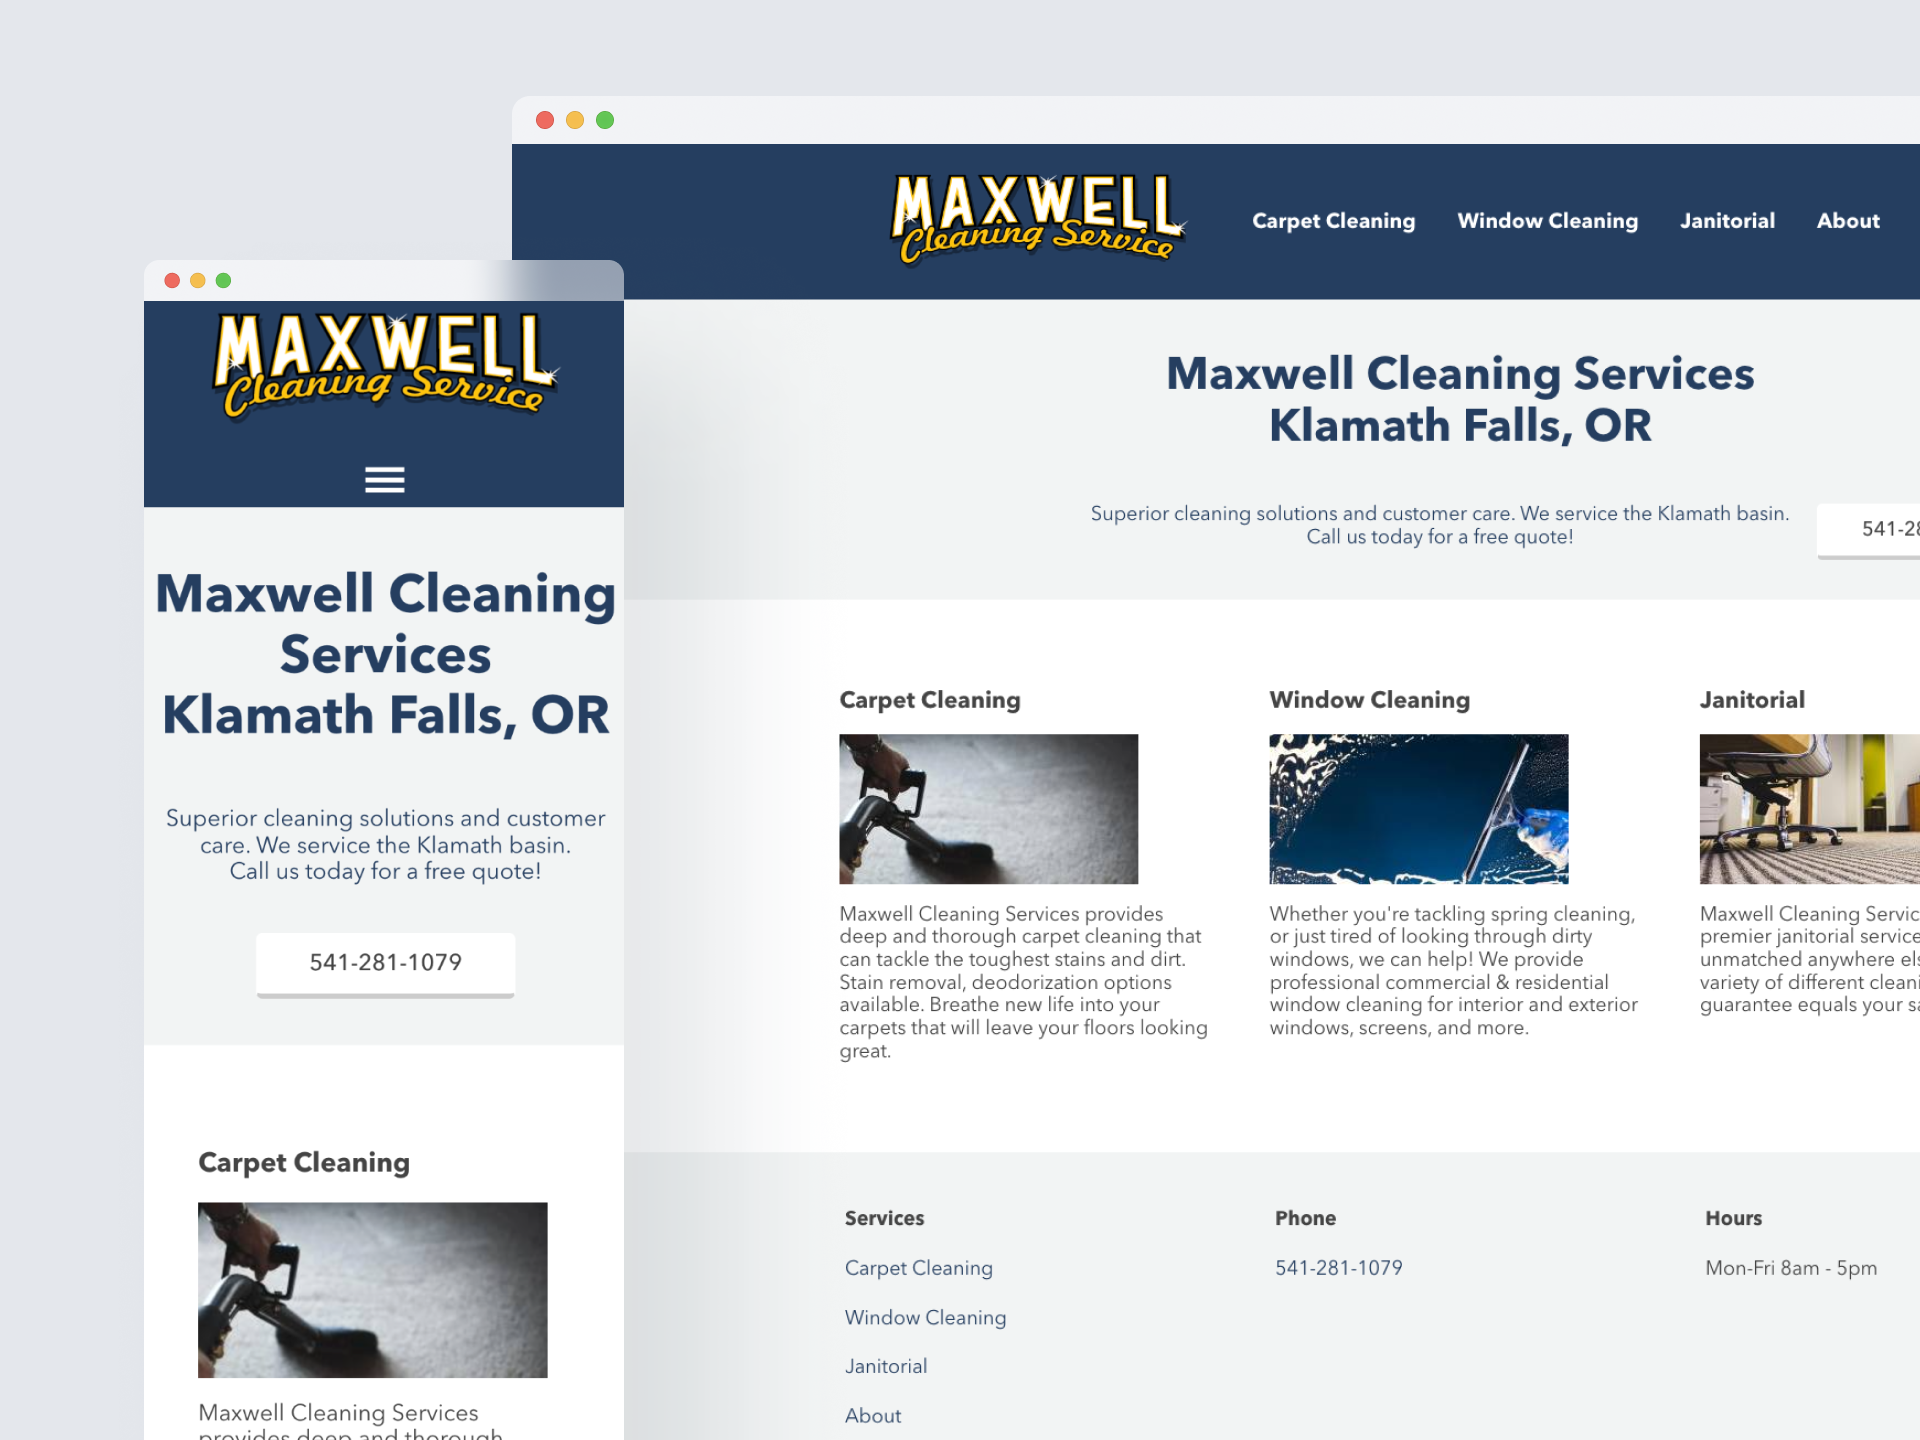 MAXWELL
Cleaning Service
Carpet Cleaning
Window Cleaning
Janitorial
About
Maxwell Cleaning Services
Klamath Falls, OR
Superior cleaning solutions and customer care. We service the Klamath basin.
Call us today for a free quote!
541-28
Carpet Cleaning
Maxwell Cleaning Services provides
deep and thorough carpet cleaning that
can tackle the toughest stains and dirt.
Stain removal, deodorization options
available. Breathe new life into your
carpets that will leave your floors looking
great.
Window Cleaning
Whether you're tackling spring cleaning,
or just tired of looking through dirty
windows, we can help! We provide
professional commercial & residential
window cleaning for interior and exterior
windows, screens, and more.
Janitorial
Maxwell Cleaning Servic
premier janitorial service
unmatched anywhere els
variety of different cleani
guarantee equals your sa
Services
Carpet Cleaning
Window Cleaning
Janitorial
About
Phone
541-281-1079
Hours
Mon-Fri 8am - 5pm
MAXWELL
Cleaning Service
Maxwell Cleaning
Services
Klamath Falls, OR
Superior cleaning solutions and customer
care. We service the Klamath basin.
Call us today for a free quote!
541-281-1079
Carpet Cleaning
Maxwell Cleaning Services
provides deep and thorough